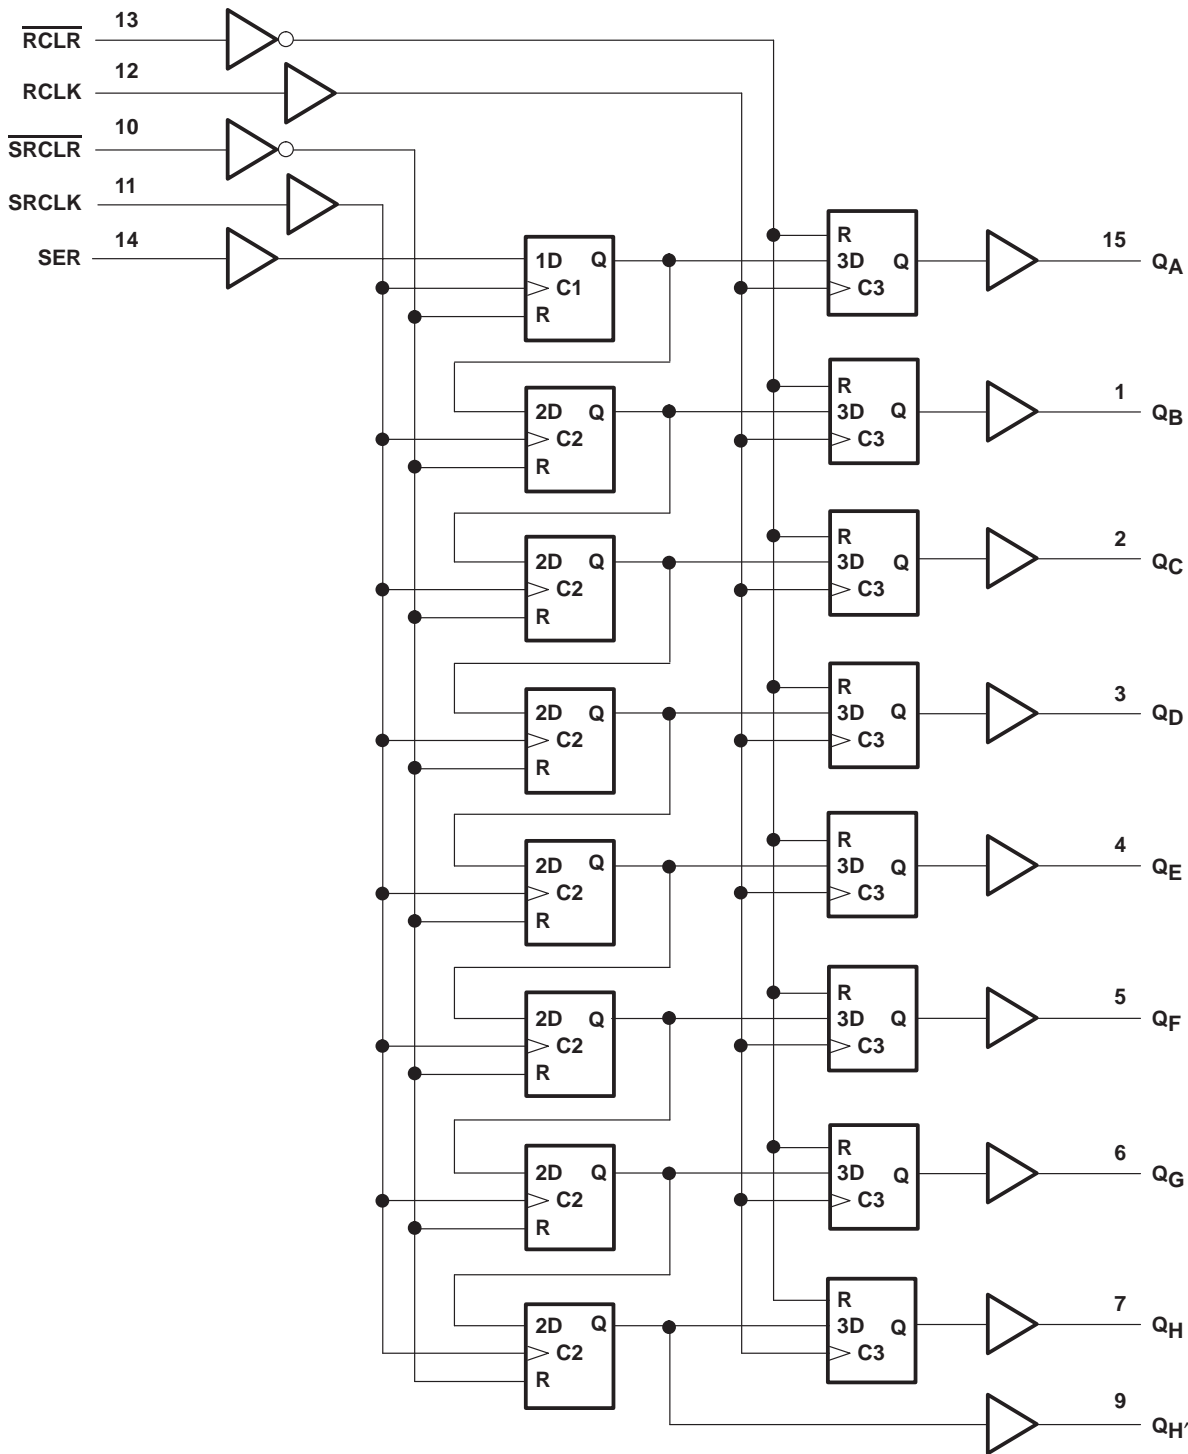 RCLR 13
RCLK 12
SRCLR 10
SRCLK 11
SER 14
1D Q
C1
R
R
3D Q
C3
15 QA
2D Q
C2
R
R
3D Q
C3
1 QB
2D Q
C2
R
R
3D Q
C3
2 QC
2D Q
C2
R
R
3D Q
C3
3 QD
2D Q
C2
R
R
3D Q
C3
4 QE
2D Q
C2
R
R
3D Q
C3
5 QF
2D Q
C2
R
R
3D Q
C3
6 QG
2D Q
C2
R
R
3D Q
C3
7 QH
9 QH′